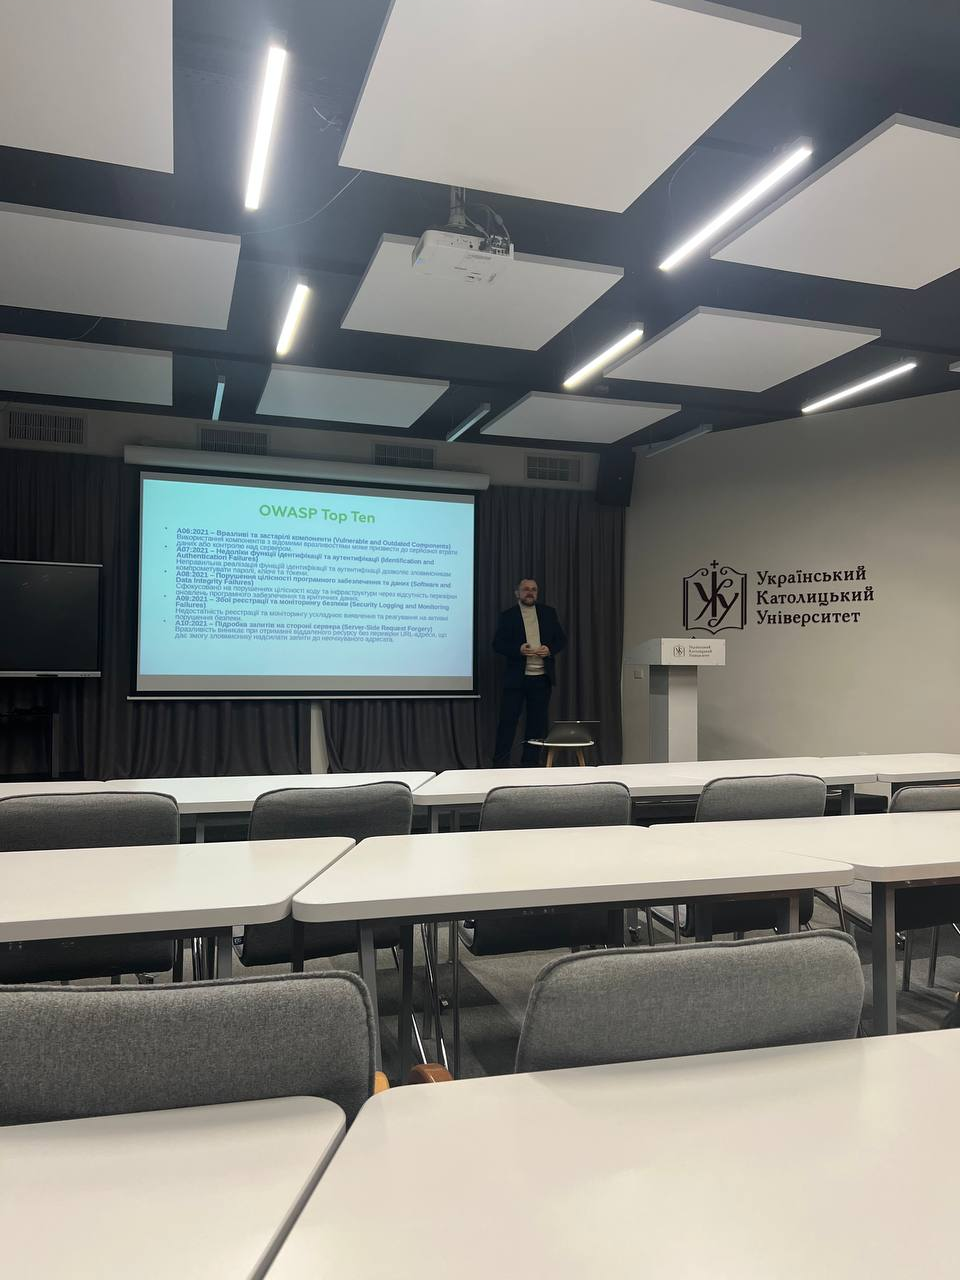 OWASP Top Ten
A06:2021 – Вразливі та застарілі компоненти (Vulnerable and Outdated Components)
Використання компонентів з відомими вразливостями може призвести до серйозної втрати
даних або контролю над сервером.
A07:2021 – Недоліки функції ідентифікації та аутентифікації (Identification and
Authentication Failures)
Неправильна реалізація функцій ідентифікації та аутентифікації дозволяє зловмисникам
компрометувати паролі, ключі та токени.
A08:2021 – Порушення цілісності програмного забезпечення та даних (Software and
Data Integrity Failures)
Сфокусовано на порушеннях цілісності коду та інфраструктури через відсутність перевірки
оновлень програмного забезпечення та критичних даних.
A09:2021 – Збої реєстрації та моніторингу безпеки (Security Logging and Monitoring
Failures)
Недостатність реєстрації та моніторингу ускладнює виявлення та реагування на активні
порушення безпеки.
A10:2021 – Підробка запитів на стороні сервера (Server-Side Request Forgery)
Вразливість виникає при отриманні віддаленого ресурсу без перевірки URL-адреси, що
дає змогу зловмиснику надсилати запити до неочікуваного адресата.
УКУ
Український
Католицький
Університет
Український
Католицький
Університет